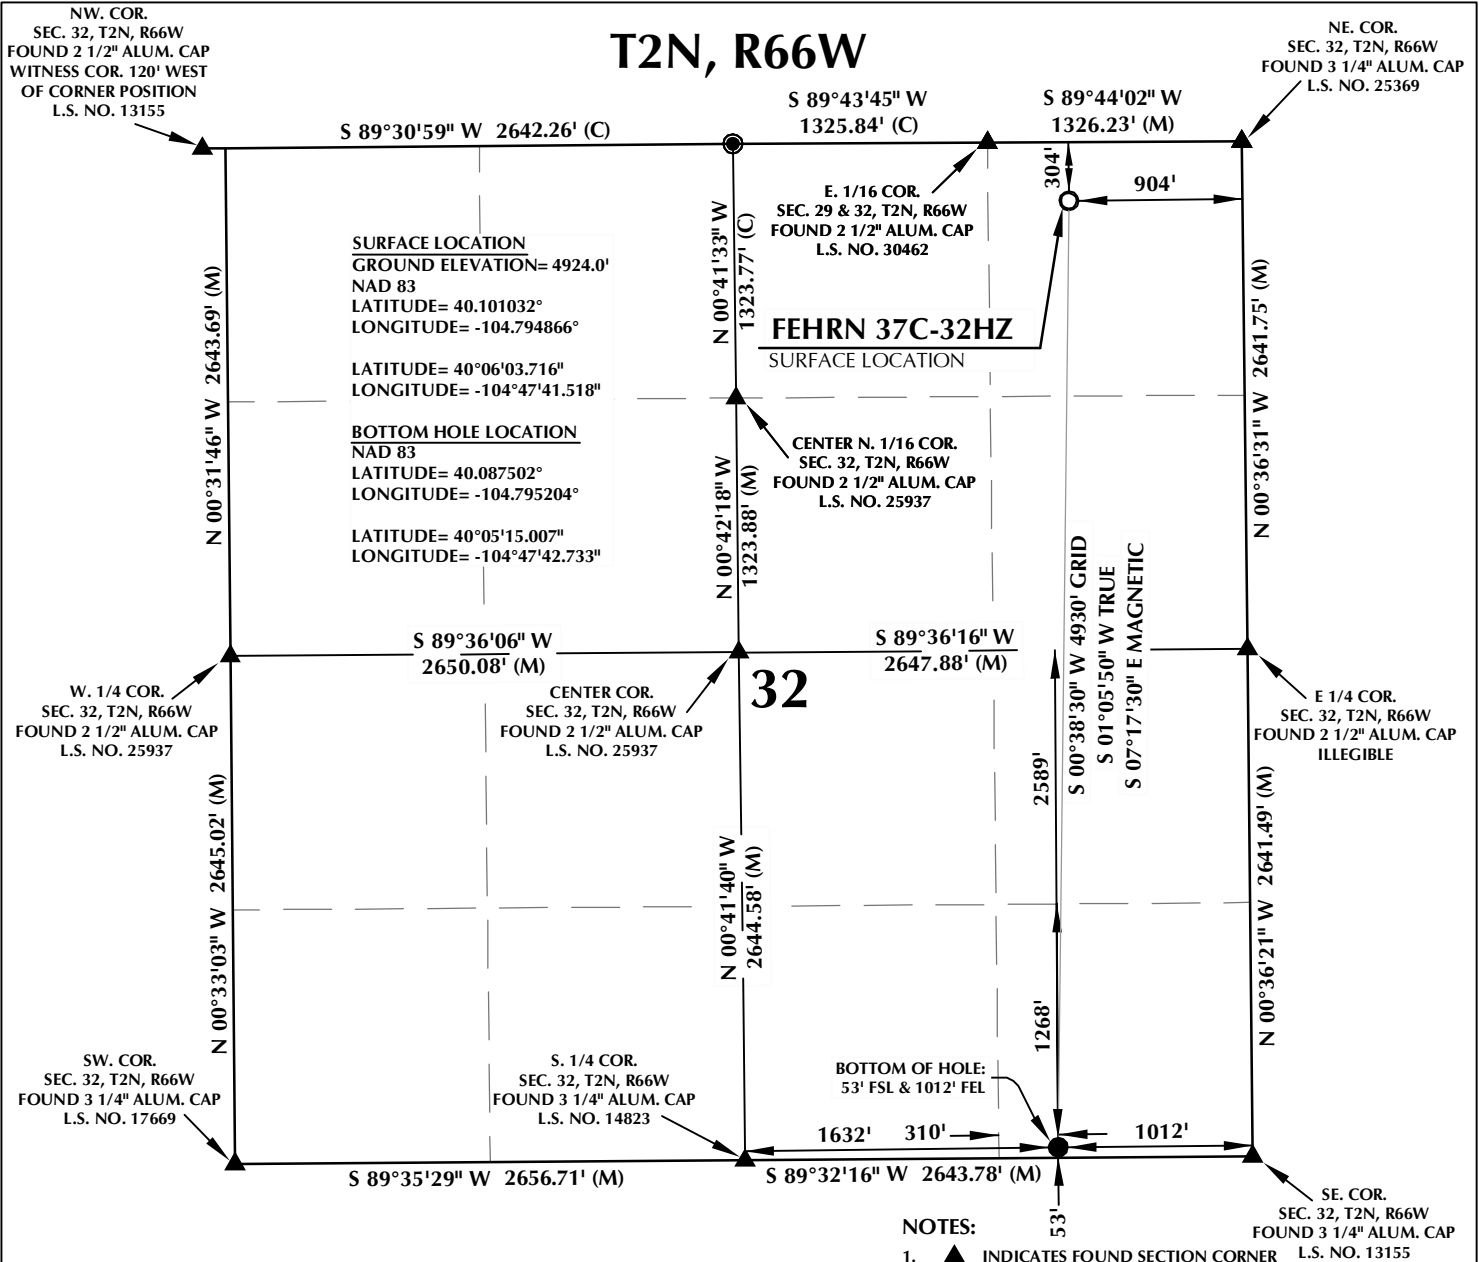 T2N, R66W
NW. COR.
SEC. 32, T2N, R66W
FOUND 2 1/2" ALUM. CAP
WITNESS COR. 120' WEST
OF CORNER POSITION
L.S. NO. 13155
NE. COR.
SEC. 32, T2N, R66W
FOUND 3 1/4" ALUM. CAP
L.S. NO. 25369
S 89°30'59" W 2642.26' (C)
S 89°43'45" W
1325.84' (C)
S 89°44'02" W
1326.23' (M)
304'
904'
E. 1/16 COR.
SEC. 29 & 32, T2N, R66W
FOUND 2 1/2" ALUM. CAP
L.S. NO. 30462
SURFACE LOCATION
GROUND ELEVATION= 4924.0'
NAD 83
LATITUDE= 40.101032°
LONGITUDE= -104.794866°
LATITUDE= 40°06'03.716"
LONGITUDE= -104°47'41.518"
BOTTOM HOLE LOCATION
NAD 83
LATITUDE= 40.087502°
LONGITUDE= -104.795204°
LATITUDE= 40°05'15.007"
LONGITUDE= -104°47'42.733"
N 00°31'46" W 2643.69' (M)
N 00°41'33" W
1323.77' (C)
FEHRN 37C-32HZ
SURFACE LOCATION
N 00°36'31" W 2641.75' (M)
CENTER N. 1/16 COR.
SEC. 32, T2N, R66W
FOUND 2 1/2" ALUM. CAP
L.S. NO. 25937
N 00°42'18" W
1323.88' (M)
S 00°38'30" W 4930' GRID
S 01°05'50" W TRUE
S 07°17'30" E MAGNETIC
S 89°36'06" W
2650.08' (M)
S 89°36'16" W
2647.88' (M)
32
W. 1/4 COR.
SEC. 32, T2N, R66W
FOUND 2 1/2" ALUM. CAP
L.S. NO. 25937
CENTER COR.
SEC. 32, T2N, R66W
FOUND 2 1/2" ALUM. CAP
L.S. NO. 25937
E 1/4 COR.
SEC. 32, T2N, R66W
FOUND 2 1/2" ALUM. CAP
ILLEGIBLE
2589'
N 00°33'03" W 2645.02' (M)
N 00°41'40" W
2644.58' (M)
N 00°36'21" W 2641.49' (M)
1268'
SW. COR.
SEC. 32, T2N, R66W
FOUND 3 1/4" ALUM. CAP
L.S. NO. 17669
S. 1/4 COR.
SEC. 32, T2N, R66W
FOUND 3 1/4" ALUM. CAP
L.S. NO. 14823
BOTTOM OF HOLE:
53' FSL & 1012' FEL
1632'
310'
1012'
S 89°35'29" W 2656.71' (M)
S 89°32'16" W 2643.78' (M)
53'
SE. COR.
SEC. 32, T2N, R66W
FOUND 3 1/4" ALUM. CAP
L.S. NO. 13155
NOTES:
1. INDICATES FOUND SECTION CORNER